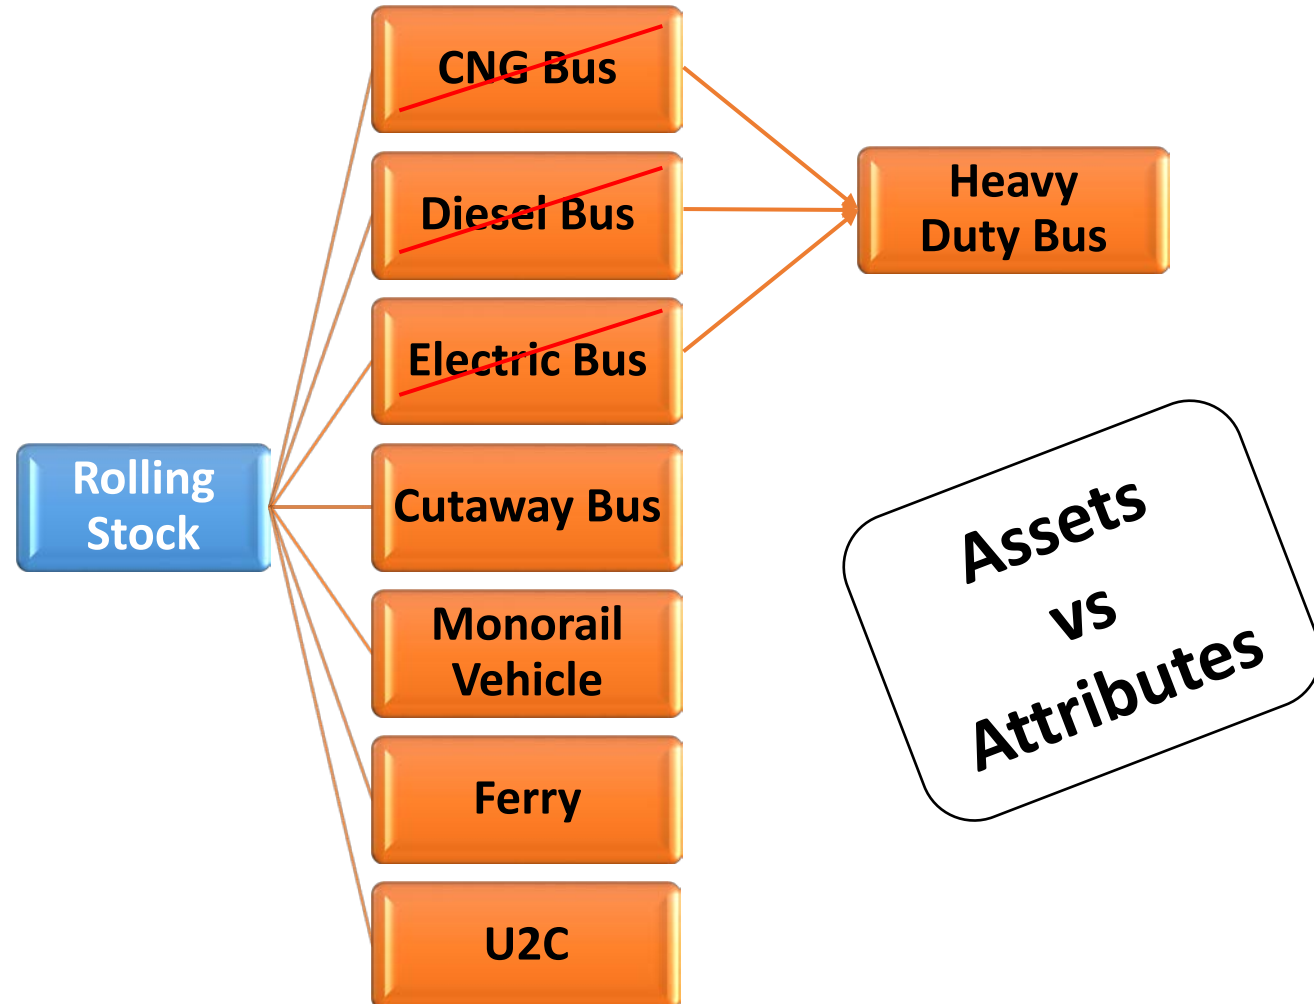 CNG Bus
Diesel Bus
Heavy
Duty Bus
Electric Bus
Rolling
Stock
Cutaway Bus
Monorail
Vehicle
Ferry
U2C
Assets
vs
Attributes